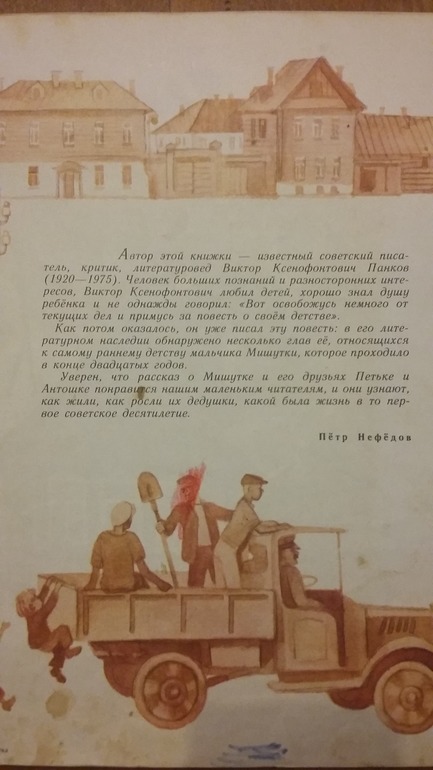 Автор этой книжки — известный советский писа-
тель, критик, литературовед Виктор Ксенофонтович Панков
(1920—1975). Человек больших познаний и разносторонних инте-
ресов, Виктор Ксенофонтович любил детей, хорошо знал душу
ребёнка и не однажды говорил: «Вот освобожусь немного от
текущих дел и примусь за повесть о своём детстве».
Как потом оказалось, он уже писал эту повесть: в его лите-
ратурном наследии обнаружено несколько глав её, относящихся
к самому раннему детству мальчика Мишутки, которое проходило
в конце двадцатых годов.
Уверен, что рассказ о Мишутке и его друзьях Петьке и
Антошке понравится нашим маленьким читателям, и они узнают,
как жили, как росли их дедушки, какой была жизнь в то пер-
вое советское десятилетие.
Пётр Нефёдов